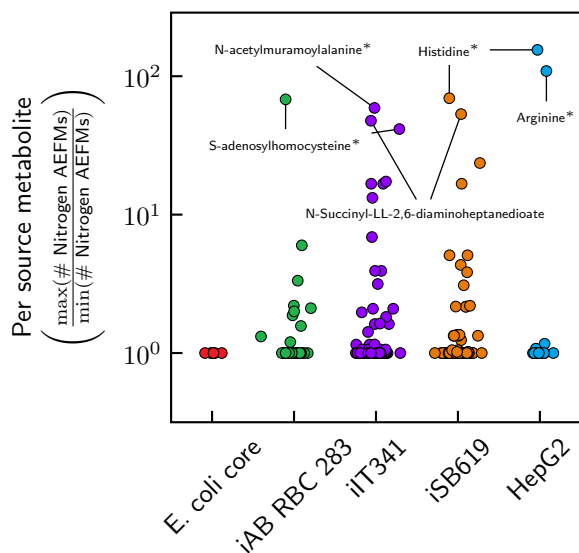 N-acetylmuramoylalanine*
Histidine*
S-adenosylhomocysteine*
Arginine*
N-Succinyl-LL-2,6-diaminoheptanedioate
Per source metabolite
(max(# Nitrogen AEFMs)
min(# Nitrogen AEFMs))
10²
10¹
10⁰
E. coli core
iAB RBC 283
iIT341
iSB619
HepG2